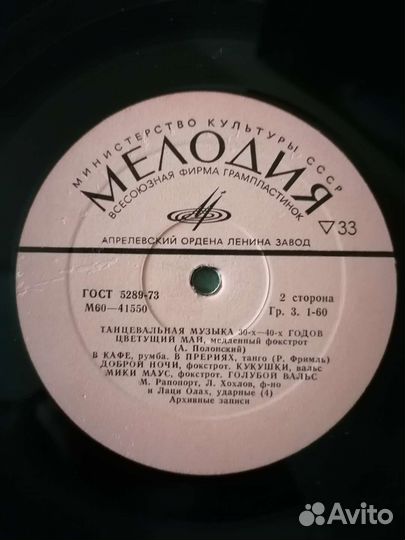 МИНИСТЕРСТВО КУЛЬТУРЫ СССР
МЕЛОДИЯ
ВСЕСОЮЗНАЯ ФИРМА ГРАМПЛАСТИНОК
▽33
АПРЕЛЕВСКИЙ ОРДЕНА ЛЕНИНА ЗАВОД
ГОСТ 5289-73
М60—41550
2 сторона
Гр. 3. 1-60
ТАНЦЕВАЛЬНАЯ МУЗЫКА 30-х—40-х ГОДОВ
ЦВЕТУЩИЙ МАЙ, медленный фокстрот
(А. Полонский)
В КАФЕ, румба. В ПРЕРИЯХ, танго (Р. Фримль)
ДОБРОЙ НОЧИ, фокстрот. КУКУШКИ, вальс
МИКИ МАУС, фокстрот. ГОЛУБОЙ ВАЛЬС
М. Рапопорт, Л. Хохлов, ф-но
и Лаци Олах, ударные (4)
Архивные записи
Avito